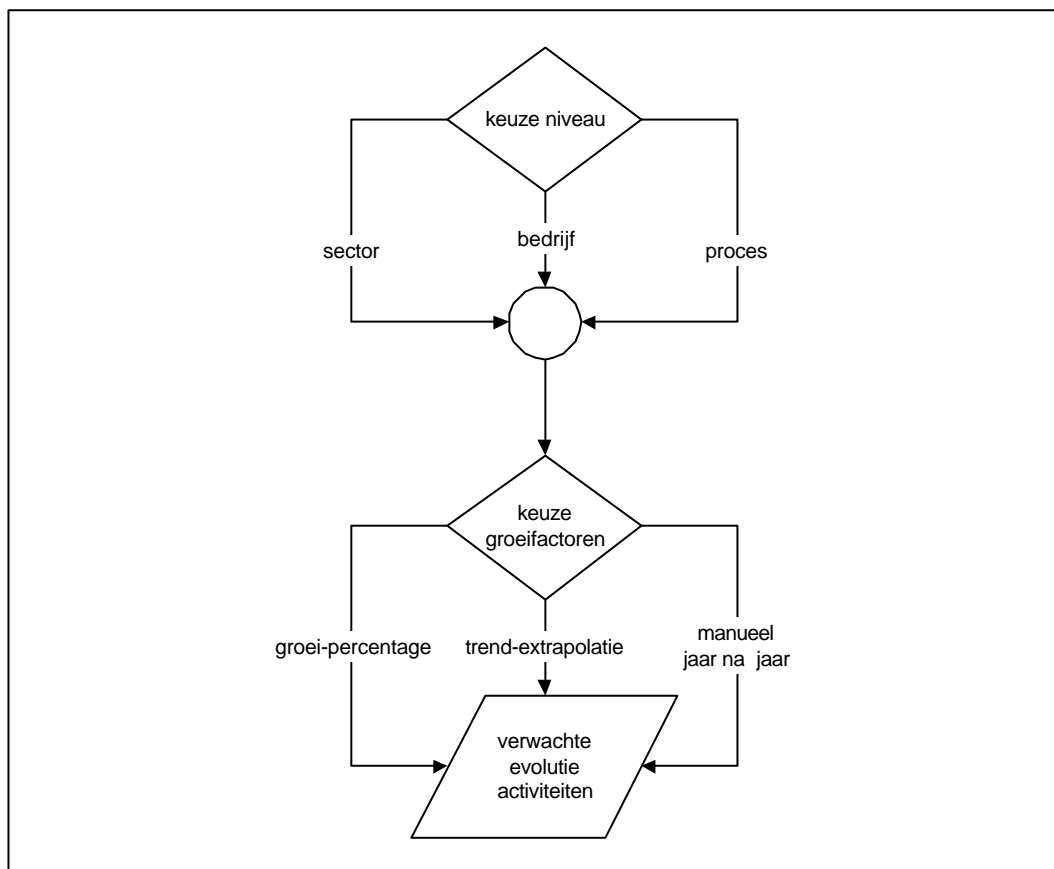 keuze niveau
sector
bedrijf
proces
keuze
groeifactoren
groei-percentage
trend-extrapolatie
manueel
jaar na jaar
verwachte
evolutie
activiteiten